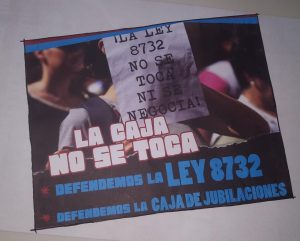 ¡LA LEY
8732
NO SE
TOCA
NI SE
NEGOCIA!
LA CAJA
NO SE TOCA
* DEFENDEMOS LA LEY 8732
* DEFENDEMOS LA CAJA DE JUBILACIONES